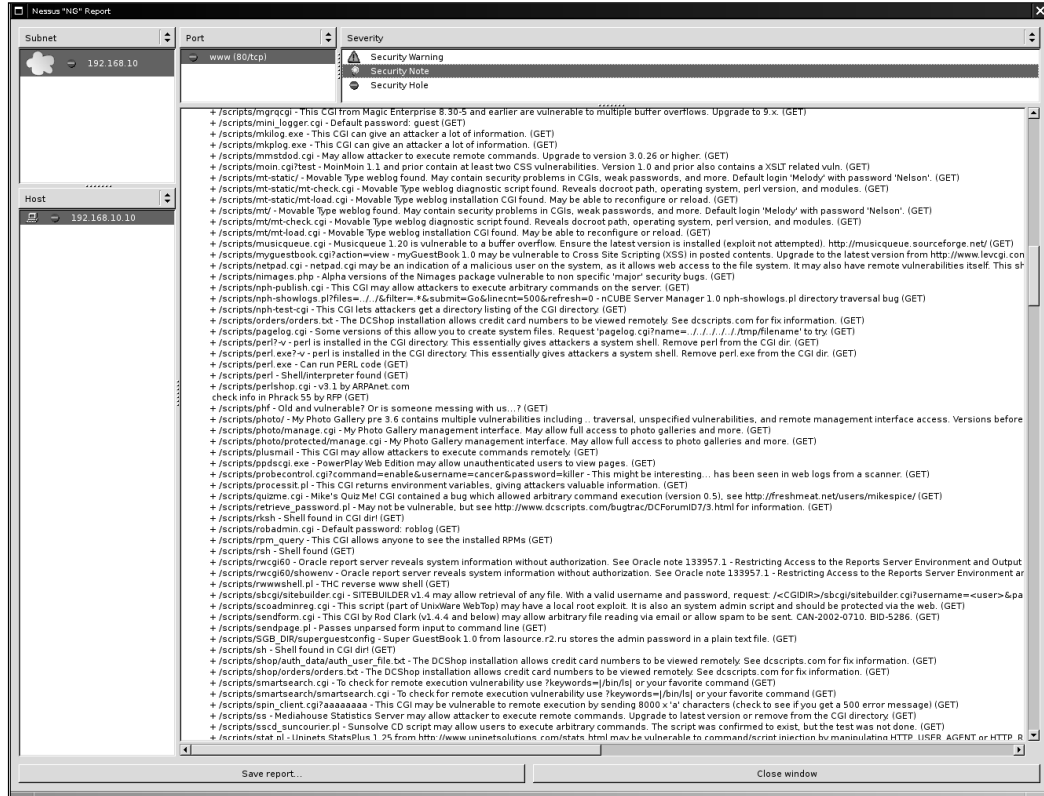 Nessus "NG" Report
Subnet
Port
Severity
192.168.10
www (80/tcp)
Security Warning
Security Note
Security Hole
Host
192.168.10.10
+ /scripts/mgrqcgi - This CGI from Magic Enterprise 8.30-5 and earlier are vulnerable to multiple buffer overflows. Upgrade to 9.x. (GET)
+ /scripts/mini_logger.cgi - Default password: guest (GET)
+ /scripts/mkilog.exe - This CGI can give an attacker a lot of information. (GET)
+ /scripts/mkplog.exe - This CGI can give an attacker a lot of information. (GET)
+ /scripts/mmstdod.cgi - May allow attacker to execute remote commands. Upgrade to version 3.0.26 or higher. (GET)
+ /scripts/moin.cgi?test - MoinMoin 1.1 and prior contain at least two CSS vulnerabilities. Version 1.0 and prior also contains a XSLT related vuln. (GET)
+ /scripts/mt-static/ - Movable Type weblog found. May contain security problems in CGIs, weak passwords, and more. Default login 'Melody' with password 'Nelson'. (GET)
+ /scripts/mt-static/mt-check.cgi - Movable Type weblog diagnostic script found. Reveals docroot path, operating system, perl version, and modules. (GET)
+ /scripts/mt-static/mt-load.cgi - Movable Type weblog installation CGI found. May be able to reconfigure or reload. (GET)
+ /scripts/mt/ - Movable Type weblog found. May contain security problems in CGIs, weak passwords, and more. Default login 'Melody' with password 'Nelson'. (GET)
+ /scripts/mt/mt-check.cgi - Movable Type weblog diagnostic script found. Reveals docroot path, operating system, perl version, and modules. (GET)
+ /scripts/mt/mt-load.cgi - Movable Type weblog installation CGI found. May be able to reconfigure or reload. (GET)
+ /scripts/musicqueue.cgi - Musicqueue 1.20 is vulnerable to a buffer overflow. Ensure the latest version is installed (exploit not attempted). http://musicqueue.sourceforge.net/ (GET)
+ /scripts/myguestbook.cgi?action=view - myGuestBook 1.0 may be vulnerable to Cross Site Scripting (XSS) in posted contents. Upgrade to the latest version from http://www.levcgi.con
+ /scripts/netpad.cgi - netpad.cgi may be an indication of a malicious user on the system, as it allows web access to the file system. It may also have remote vulnerabilities itself. This sh
+ /scripts/nimages.php - Alpha versions of the Nimages package vulnerable to non specific 'major' security bugs. (GET)
+ /scripts/nph-publish.cgi - This CGI may allow attackers to execute arbitrary commands on the server. (GET)
+ /scripts/nph-showlogs.pl?files=../../&filter=.*&submit=Go&linecnt=500&refresh=0 - nCUBE Server Manager 1.0 nph-showlogs.pl directory traversal bug (GET)
+ /scripts/nph-test-cgi - This CGI lets attackers get a directory listing of the CGI directory. (GET)
+ /scripts/orders/orders.txt - The DCShop installation allows credit card numbers to be viewed remotely. See dcscripts.com for fix information. (GET)
+ /scripts/pagelog.cgi - Some versions of this allow you to create system files. Request 'pagelog.cgi?name=../../../../.././tmp/filename' to try. (GET)
+ /scripts/perl?-v - perl is installed in the CGI directory. This essentially gives attackers a system shell. Remove perl from the CGI dir. (GET)
+ /scripts/perl.exe?-v - perl is installed in the CGI directory. This essentially gives attackers a system shell. Remove perl.exe from the CGI dir. (GET)
+ /scripts/perl.exe - Can run PERL code (GET)
+ /scripts/perl - Shell/interpreter found (GET)
+ /scripts/perlshop.cgi - v3.1 by ARPAnet.com
check info in Phrack 55 by RFP (GET)
+ /scripts/phf - Old and vulnerable? Or is someone messing with us...? (GET)
+ /scripts/photo/ - My Photo Gallery pre 3.6 contains multiple vulnerabilities including .. traversal, unspecified vulnerabilities, and remote management interface access. Versions before
+ /scripts/photo/manage.cgi - My Photo Gallery management interface. May allow full access to photo galleries and more. (GET)
+ /scripts/photo/protected/manage.cgi - My Photo Gallery management interface. May allow full access to photo galleries and more. (GET)
+ /scripts/plusmail - This CGI may allow attackers to execute commands remotely. (GET)
+ /scripts/ppdscgi.exe - PowerPlay Web Edition may allow unauthenticated users to view pages. (GET)
+ /scripts/probecontrol.cgi?command=enable&username=cancer&password=killer - This might be interesting... has been seen in web logs from a scanner. (GET)
+ /scripts/processit.pl - This CGI returns environment variables, giving attackers valuable information. (GET)
+ /scripts/quizme.cgi - Mike's Quiz Me! CGI contained a bug which allowed arbitrary command execution (version 0.5), see http://freshmeat.net/users/mikespice/ (GET)
+ /scripts/retrieve_password.pl - May not be vulnerable, but see http://www.dcscripts.com/bugtrac/DCForumID7/3.html for information. (GET)
+ /scripts/rksh - Shell found in CGI dir! (GET)
+ /scripts/robadmin.cgi - Default password: roblog (GET)
+ /scripts/rpm_query - This CGI allows anyone to see the installed RPMs (GET)
+ /scripts/rsh - Shell found (GET)
+ /scripts/rwcgi60 - Oracle report server reveals system information without authorization. See Oracle note 133957.1 - Restricting Access to the Reports Server Environment and Output
+ /scripts/rwcgi60/showenv - Oracle report server reveals system information without authorization. See Oracle note 133957.1 - Restricting Access to the Reports Server Environment ar
+ /scripts/rwwwshell.pl - THC reverse www shell (GET)
+ /scripts/sbcgi/sitebuilder.cgi - SITEBUILDER v1.4 may allow retrieval of any file. With a valid username and password, request: /<CGIDIR>/sbcgi/sitebuilder.cgi?username=<user>&pa
+ /scripts/scoadminreg.cgi - This script (part of UnixWare WebTop) may have a local root exploit. It is also an system admin script and should be protected via the web. (GET)
+ /scripts/sendform.cgi - This CGI by Rod Clark (v1.4.4 and below) may allow arbitrary file reading via email or allow spam to be sent. CAN-2002-0710. BID-5286. (GET)
+ /scripts/sendpage.pl - Passes unparsed form input to command line (GET)
+ /scripts/SGB_DIR/superguestconfig - Super GuestBook 1.0 from lasource.r2.ru stores the admin password in a plain text file. (GET)
+ /scripts/sh - Shell found in CGI dir! (GET)
+ /scripts/shop/auth_data/auth_user_file.txt - The DCShop installation allows credit card numbers to be viewed remotely. See dcscripts.com for fix information. (GET)
+ /scripts/shop/orders/orders.txt - The DCShop installation allows credit card numbers to be viewed remotely. See dcscripts.com for fix information. (GET)
+ /scripts/smartsearch.cgi - To check for remote execution vulnerability use ?keywords=|/bin/ls| or your favorite command (GET)
+ /scripts/smartsearch/smartsearch.cgi - To check for remote execution vulnerability use ?keywords=|/bin/ls| or your favorite command (GET)
+ /scripts/spin_client.cgi?aaaaaaaa - This CGI may be vulnerable to remote execution by sending 8000 x 'a' characters (check to see if you get a 500 error message) (GET)
+ /scripts/ss - Mediahouse Statistics Server may allow attacker to execute remote commands. Upgrade to latest version or remove from the CGI directory. (GET)
+ /scripts/sscd_suncourier.pl - Sunsolve CD script may allow users to execute arbitrary commands. The script was confirmed to exist, but the test was not done. (GET)
+ /scripts/stat.pl - Uninets StatsPlus 1.25 from http://www.uninetsolutions.com/stats.html may be vulnerable to command/script injection by manipulating HTTP_USER_AGENT or HTTP_R
Save report...
Close window